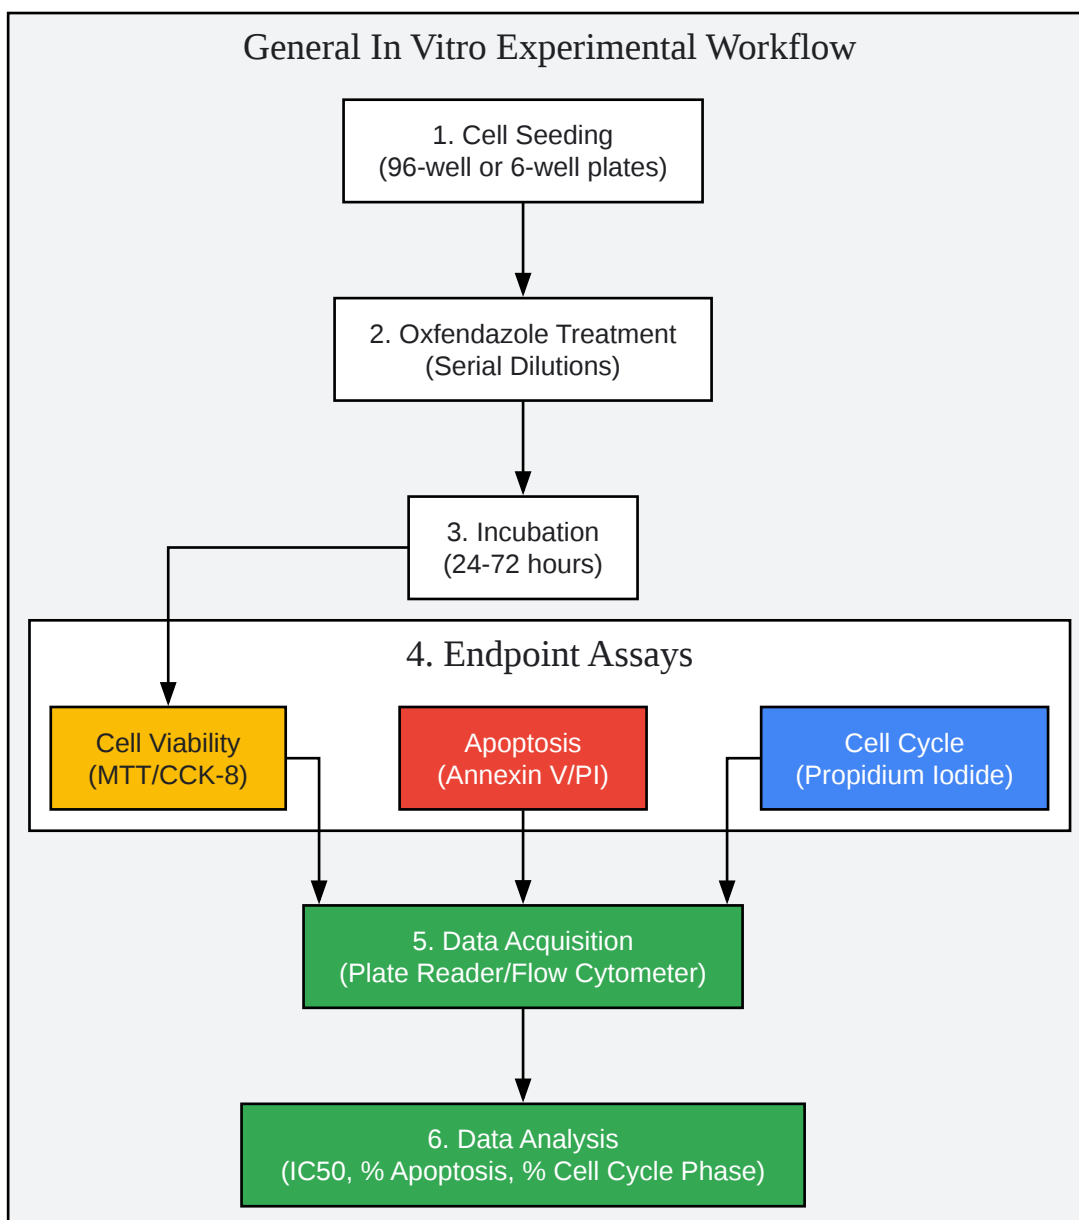 General In Vitro Experimental Workflow
1. Cell Seeding
(96-well or 6-well plates)
2. Oxfendazole Treatment
(Serial Dilutions)
3. Incubation
(24-72 hours)
4. Endpoint Assays
Cell Viability
(MTT/CCK-8)
Apoptosis
(Annexin V/PI)
Cell Cycle
(Propidium Iodide)
5. Data Acquisition
(Plate Reader/Flow Cytometer)
6. Data Analysis
(IC50, % Apoptosis, % Cell Cycle Phase)